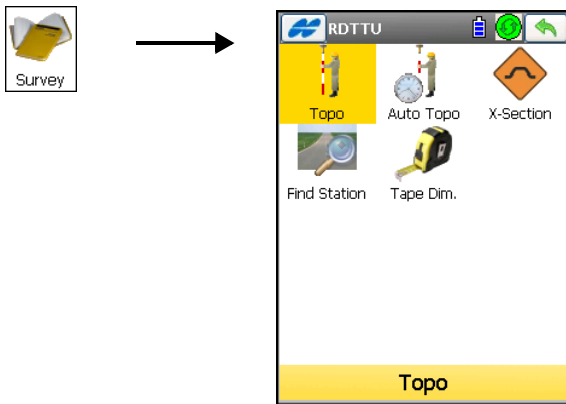 Survey
RDTTU
Topo
Auto Topo
X-Section
Find Station
Tape Dim.
Topo